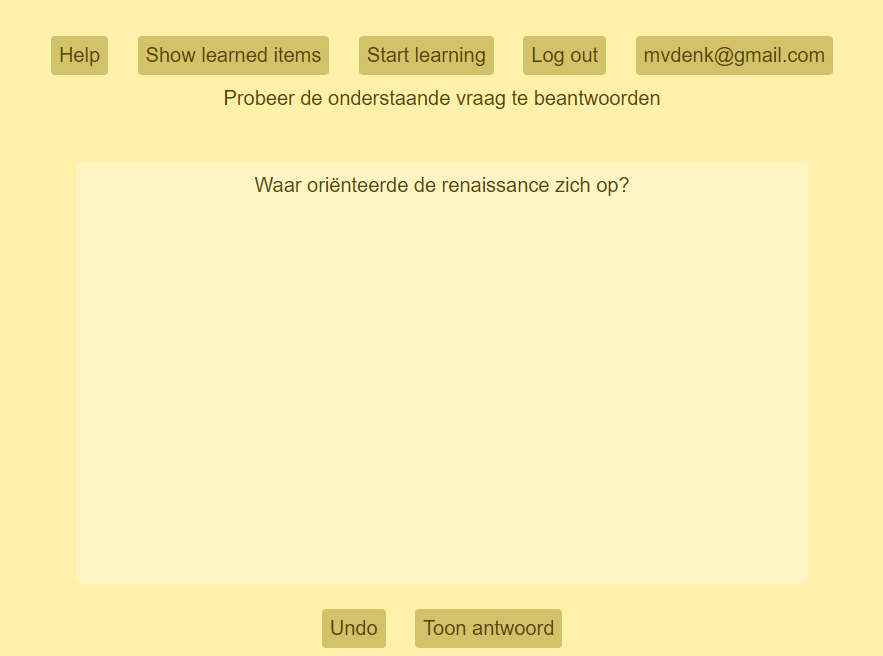 Help Show learned items Start learning Log out mvdenk@gmail.com
Probeer de onderstaande vraag te beantwoorden
Waar oriënteerde de renaissance zich op?
Undo Toon antwoord